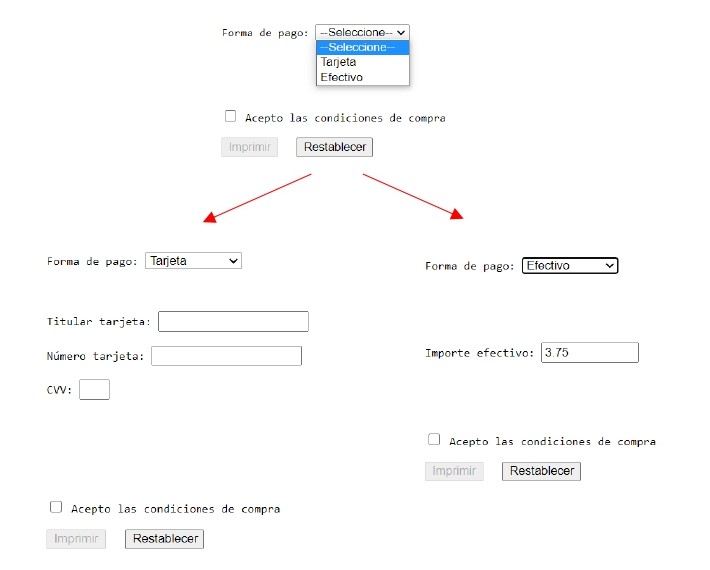 Forma de pago: --Seleccione--
--Seleccione--
Tarjeta
Efectivo
Acepto las condiciones de compra
Imprimir Restablecer
Forma de pago: Tarjeta
Titular tarjeta:
Número tarjeta:
CVV:
Acepto las condiciones de compra
Imprimir Restablecer
Forma de pago: Efectivo
Importe efectivo: 3.75
Acepto las condiciones de compra
Imprimir Restablecer